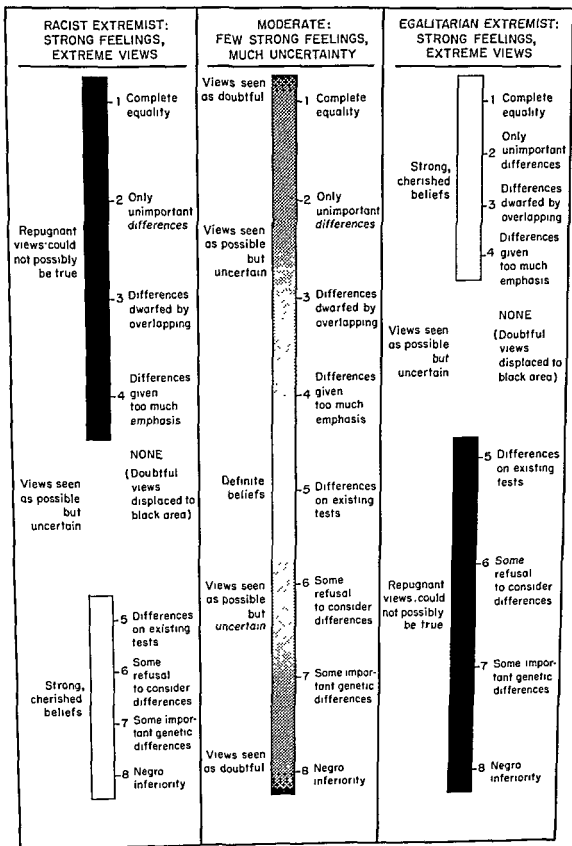 RACIST EXTREMIST:
STRONG FEELINGS,
EXTREME VIEWS
1 Complete
equality
2 Only
unimportant
differences
Repugnant
views·could
not possibly
be true
3 Differences
dwarfed by
overlapping
Differences
4 given
too much
emphasis
NONE
(Doubtful
views
displaced to
black area)
Views seen
as possible
but
uncertain
5 Differences
on existing
tests
Some
6 refusal
to consider
differences
Strong,
cherished
beliefs
7 Some impor-
tant genetic
differences
8 Negro
inferiority
MODERATE:
FEW STRONG FEELINGS,
MUCH UNCERTAINTY
Views seen
as doubtful
1 Complete
equality
2 Only
unimportant
differences
Views seen
as possible
but
uncertain
3 Differences
dwarfed by
overlapping
Differences
4 given
too much
emphasis
Definite
beliefs
5 Differences
on existing
tests
Views seen
as possible
but
uncertain
6 Some
refusal
to consider
differences
7 Some important
genetic
differences
Views seen
as doubtful
8 Negro
inferiority
EGALITARIAN EXTREMIST:
STRONG FEELINGS,
EXTREME VIEWS
1 Complete
equality
Only
2 unimportant
differences
Strong,
cherished
beliefs
Differences
3 dwarfed by
overlapping
Differences
4 given
too much
emphasis
NONE
(Doubtful
views
displaced to
black area)
Views seen
as possible
but
uncertain
5 Differences
on existing
tests
6 Some
refusal
to consider
differences
Repugnant
views·could
not possibly
be true
7 Some important
genetic
differences
8 Negro
inferiority